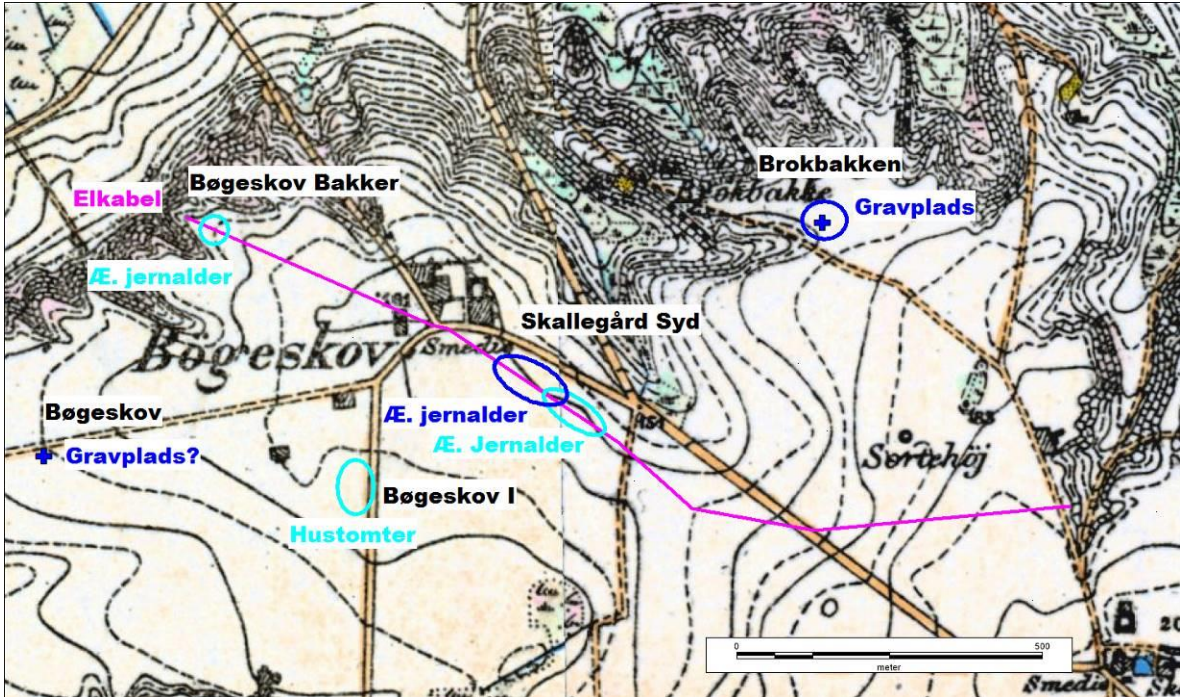 Brokbakken
Brokbakke
Bøgeskov Bakker
Elkabel
Gravplads
Æ. jernalder
Skallegård Syd
Bøgeskov
Smedie
Æ. jernalder
Bøgeskov
Æ. Jernalder
Gravplads?
Sortehøj
Bøgeskov I
Hustomter
0
500
meter
Smedie